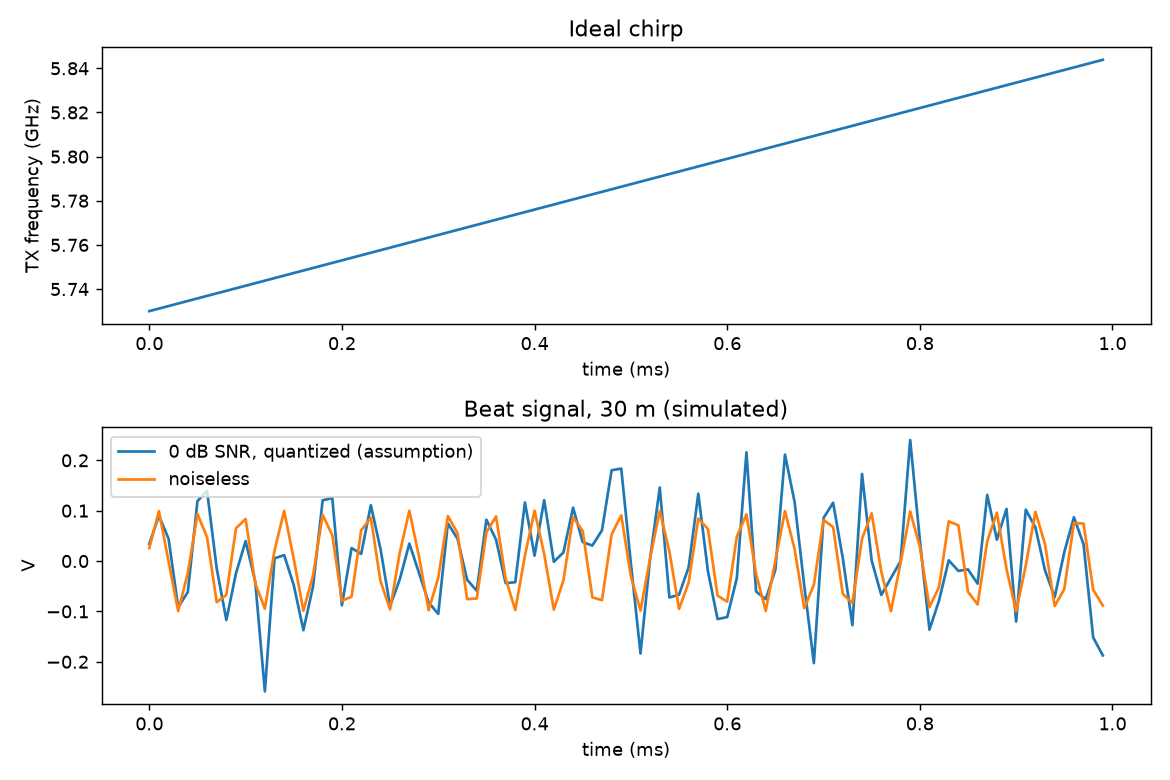 Ideal chirp
5.84
5.82
5.80
5.78
5.76
5.74
TX frequency (GHz)
0.0 0.2 0.4 0.6 0.8 1.0
time (ms)
Beat signal, 30 m (simulated)
0 dB SNR, quantized (assumption)
noiseless
0.2
0.1
0.0
−0.1
−0.2
V
0.0 0.2 0.4 0.6 0.8 1.0
time (ms)